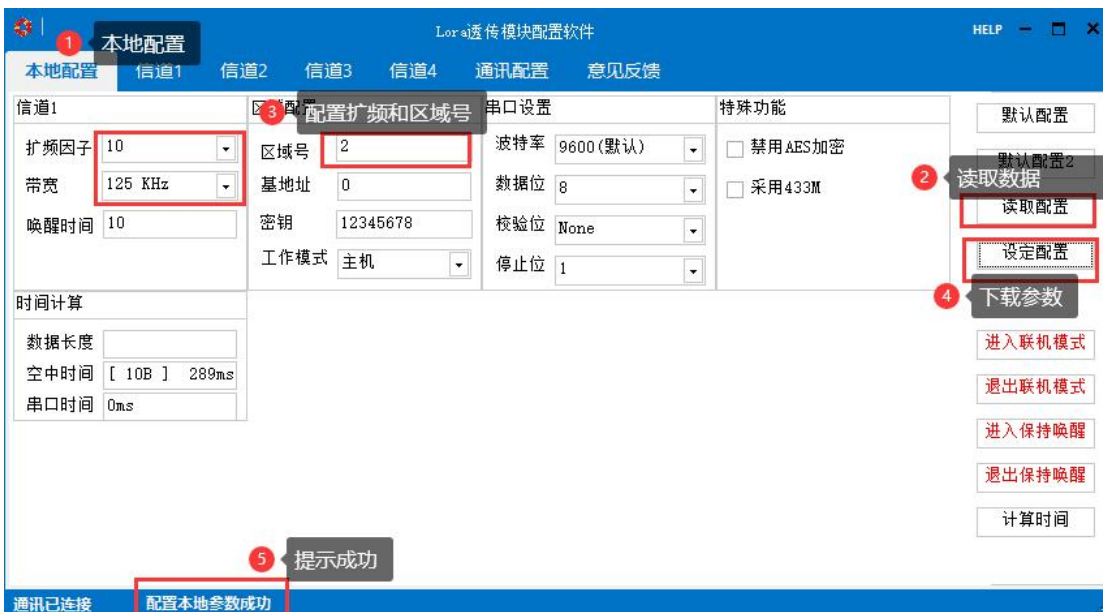 Lora透传模块配置软件
HELP
1 本地配置
本地配置 信道1 信道2 信道3 信道4 通讯配置 意见反馈
信道1
扩频因子 10
带宽 125 KHz
唤醒时间 10
3 配置扩频和区域号
区域号 2
基地址 0
密钥 12345678
工作模式 主机
串口设置
波特率 9600(默认)
数据位 8
校验位 None
停止位 1
特殊功能
禁用AES加密
采用433M
默认配置
默认配置2
2 读取数据
读取配置
设定配置
4 下载参数
进入联机模式
退出联机模式
进入保持唤醒
退出保持唤醒
计算时间
时间计算
数据长度
空中时间 [ 10B ] 289ms
串口时间 0ms
5 提示成功
通讯已连接 配置本地参数成功